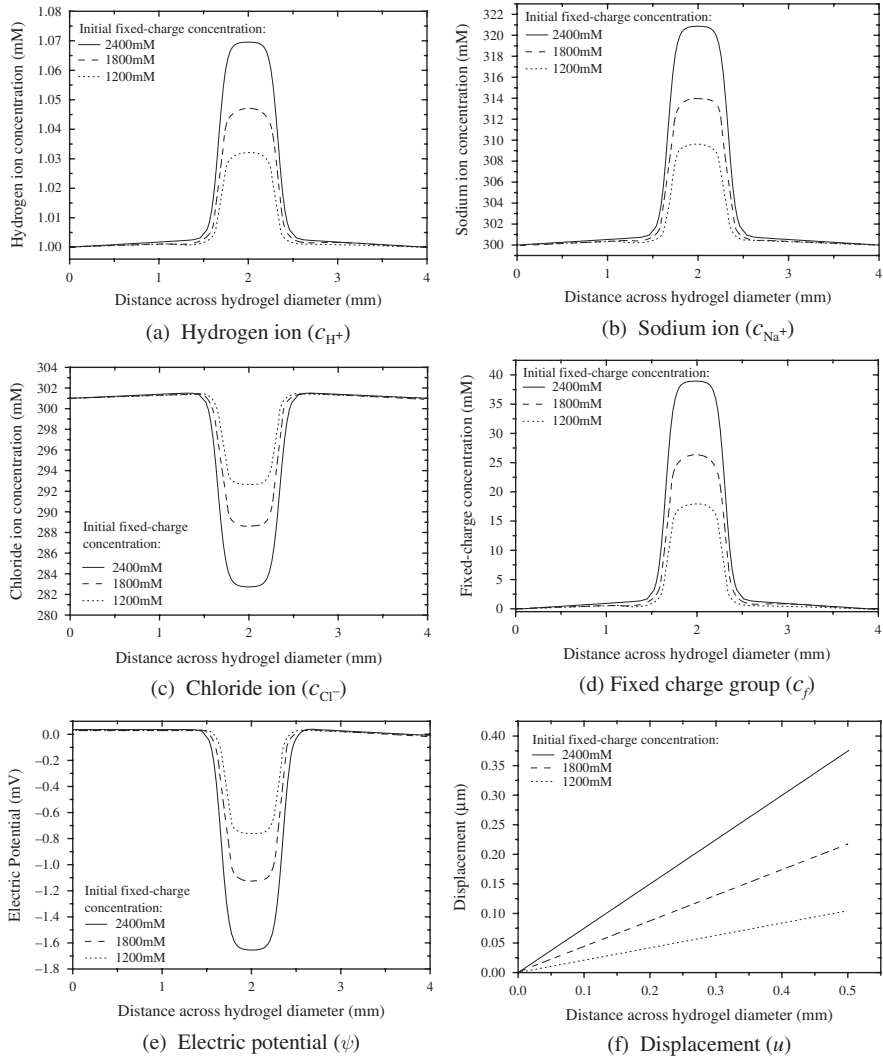 Hydrogen ion concentration (mM)
1.08
1.07
1.06
1.05
1.04
1.03
1.02
1.01
1.00
Initial fixed-charge concentration:
2400mM
1800mM
1200mM
0 1 2 3 4
Distance across hydrogel diameter (mm)
(a) Hydrogen ion (c_H⁺)
Sodium ion concentration (mM)
322
320
318
316
314
312
310
308
306
304
302
300
Initial fixed-charge concentration:
2400mM
1800mM
1200mM
0 1 2 3 4
Distance across hydrogel diameter (mm)
(b) Sodium ion (c_Na⁺)
Chloride ion concentration (mM)
304
302
300
298
296
294
292
290
288
286
284
282
280
Initial fixed-charge
concentration:
2400mM
1800mM
1200mM
0 1 2 3 4
Distance across hydrogel diameter (mm)
(c) Chloride ion (c_Cl⁻)
Fixed-charge concentration (mM)
40
35
30
25
20
15
10
5
0
Initial fixed-charge concentration:
2400mM
1800mM
1200mM
0 1 2 3 4
Distance across hydrogel diameter (mm)
(d) Fixed charge group (c_f)
Electric Potential (mV)
0.0
−0.2
−0.4
−0.6
−0.8
−1.0
−1.2
−1.4
−1.6
−1.8
Initial fixed-charge
concentration:
2400mM
1800mM
1200mM
0 1 2 3 4
Distance across hydrogel diameter (mm)
(e) Electric potential (ψ)
Displacement (μm)
0.40
0.35
0.30
0.25
0.20
0.15
0.10
0.05
0.00
Initial fixed-charge concentration:
2400mM
1800mM
1200mM
0.0 0.1 0.2 0.3 0.4 0.5
Distance across hydrogel diameter (mm)
(f) Displacement (u)